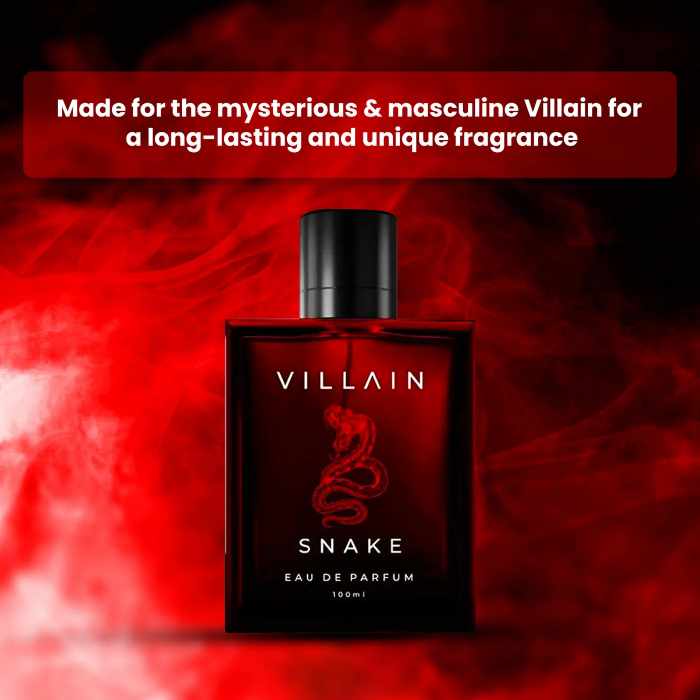 Made for the mysterious & masculine Villain for
a long-lasting and unique fragrance
VILLAIN
SNAKE
EAU DE PARFUM
100ml